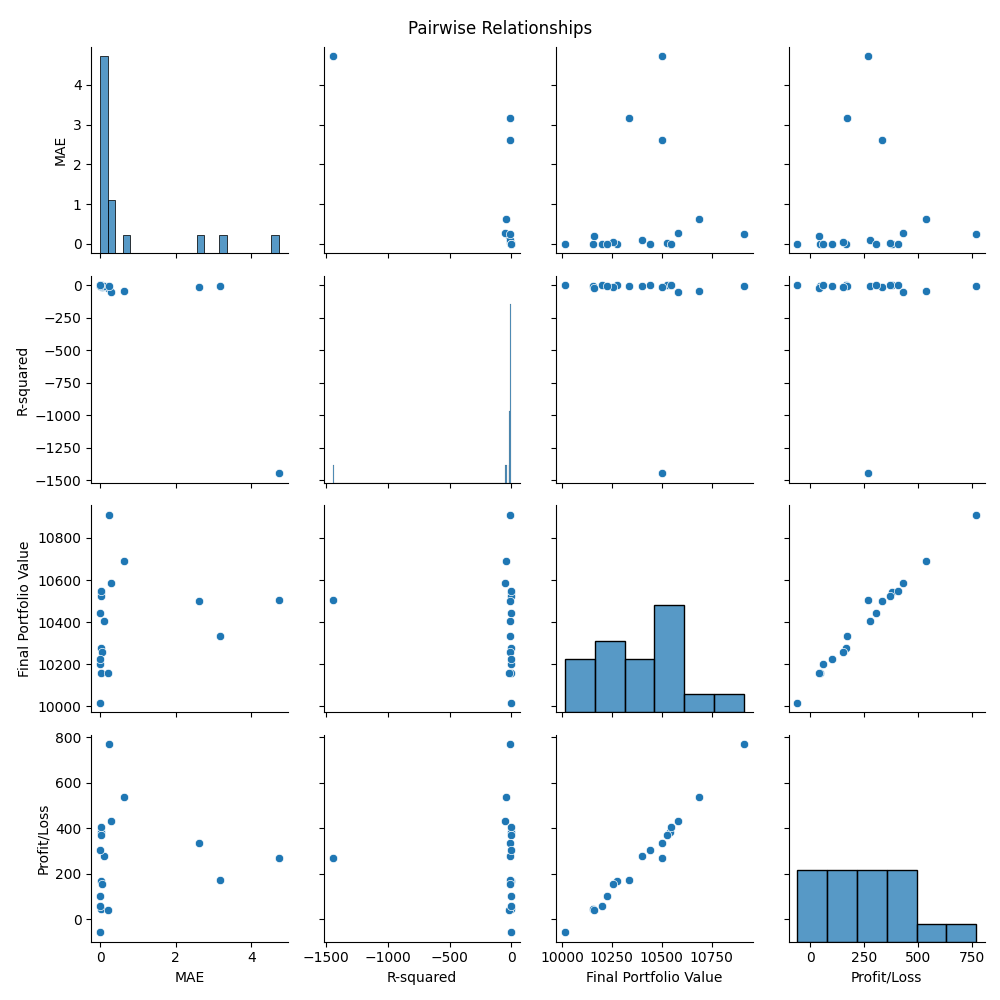 Pairwise Relationships
MAE
4
3
2
1
0
R-squared
0
−250
−500
−750
−1000
−1250
−1500
Final Portfolio Value
10800
10600
10400
10200
10000
Profit/Loss
800
600
400
200
0
0 2 4
−1500 −1000 −500 0
10000 10250 10500 10750
0 250 500 750
MAE
R-squared
Final Portfolio Value
Profit/Loss